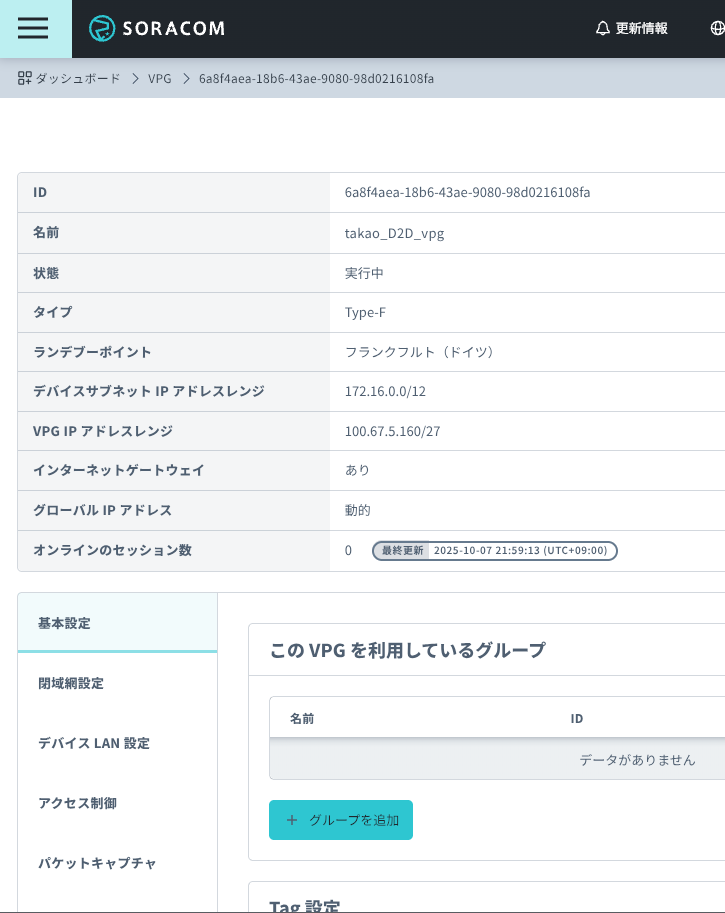 SORACOM
更新情報
ダッシュボード > VPG > 6a8f4aea-18b6-43ae-9080-98d0216108fa
ID 6a8f4aea-18b6-43ae-9080-98d0216108fa
名前 takao_D2D_vpg
状態 実行中
タイプ Type-F
ランデブーポイント フランクフルト（ドイツ）
デバイスサブネット IP アドレスレンジ 172.16.0.0/12
VPG IP アドレスレンジ 100.67.5.160/27
インターネットゲートウェイ あり
グローバル IP アドレス 動的
オンラインのセッション数 0 最終更新 2025-10-07 21:59:13 (UTC+09:00)
基本設定
閉域網設定
デバイス LAN 設定
アクセス制御
パケットキャプチャ
この VPG を利用しているグループ
名前 ID
データがありません
+ グループを追加
Tag 設定